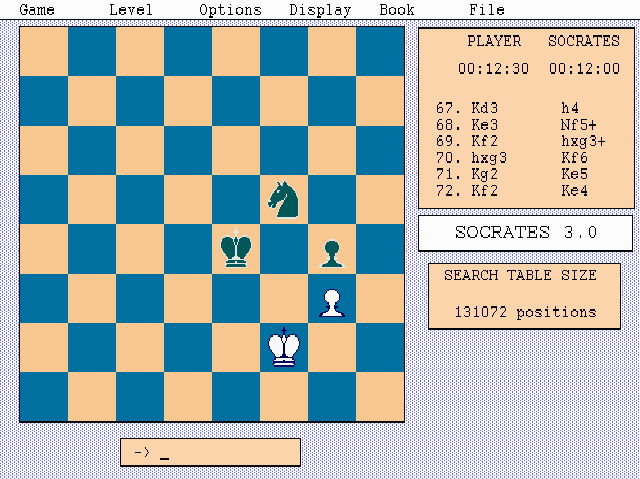 Game Level Options Display Book File
PLAYER SOCRATES
00:12:30 00:12:00
67. Kd3 h4
68. Ke3 Nf5+
69. Kf2 hxg3+
70. hxg3 Kf6
71. Kg2 Ke5
72. Kf2 Ke4
SOCRATES 3.0
SEARCH TABLE SIZE
131072 positions
-> _